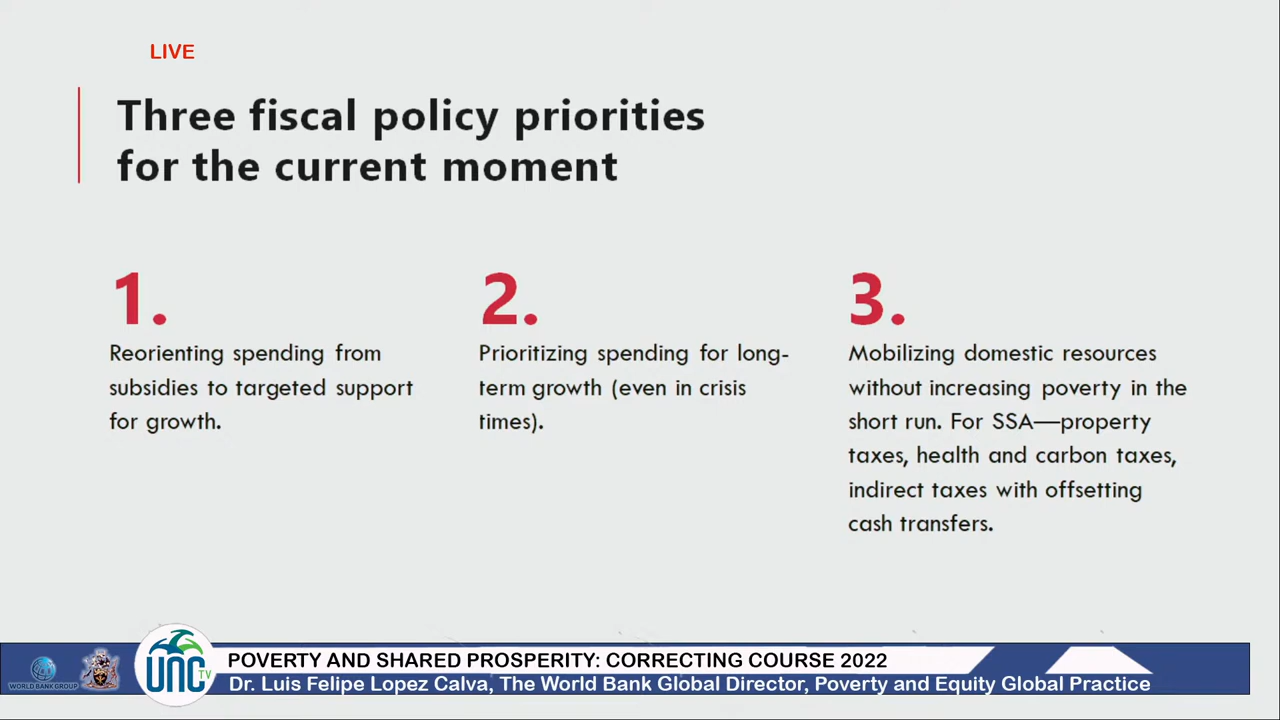 LIVE
Three fiscal policy priorities
for the current moment
1.
Reorienting spending from
subsidies to targeted support
for growth.
2.
Prioritizing spending for long-
term growth (even in crisis
times).
3.
Mobilizing domestic resources
without increasing poverty in the
short run. For SSA—property
taxes, health and carbon taxes,
indirect taxes with offsetting
cash transfers.
WORLD BANK GROUP
UNC TV
POVERTY AND SHARED PROSPERITY: CORRECTING COURSE 2022
Dr. Luis Felipe Lopez Calva, The World Bank Global Director, Poverty and Equity Global Practice